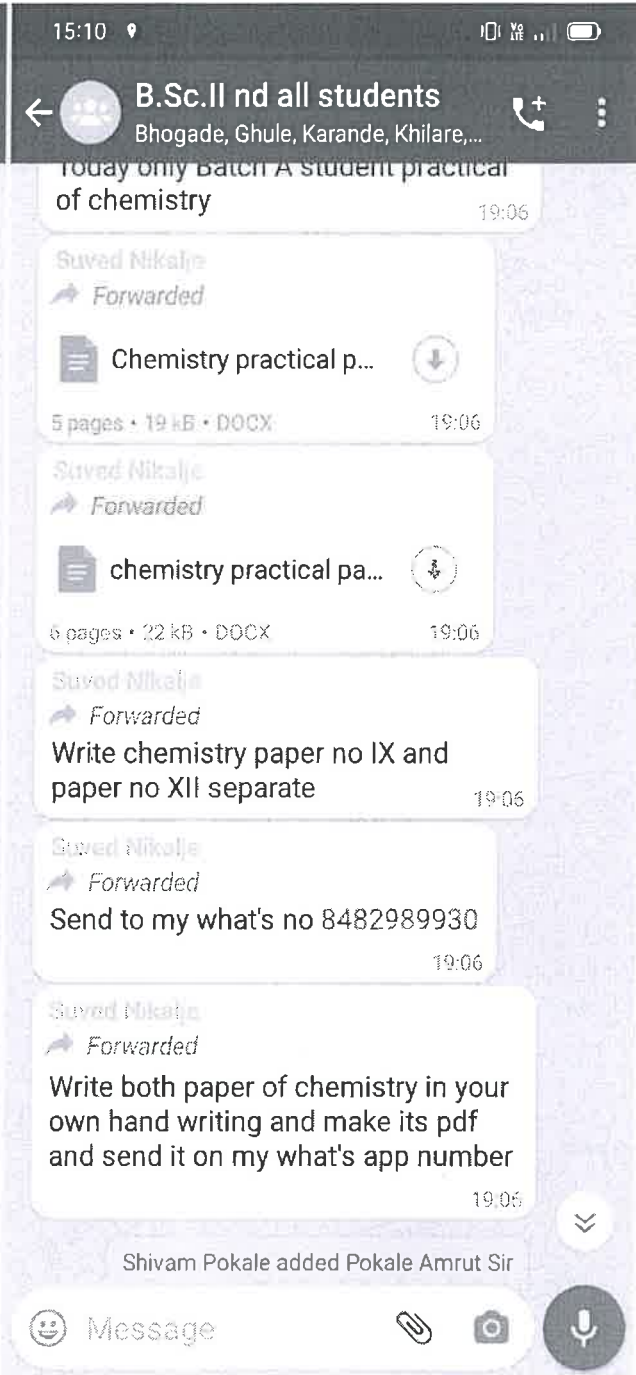 15:10
B.Sc.II nd all students
Bhogade, Ghule, Karande, Khilare,...
Today only Batch A student practical
of chemistry
19:06
Suved Nikalje
Forwarded
Chemistry practical p...
5 pages • 19 kB • DOCX
19:06
Suved Nikalje
Forwarded
chemistry practical pa...
6 pages • 22 kB • DOCX
19:06
Suved Nikalje
Forwarded
Write chemistry paper no IX and
paper no XII separate
19:06
Suved Nikalje
Forwarded
Send to my what's no 8482989930
19:06
Suved Nikalje
Forwarded
Write both paper of chemistry in your
own hand writing and make its pdf
and send it on my what's app number
19:06
Shivam Pokale added Pokale Amrut Sir
Message